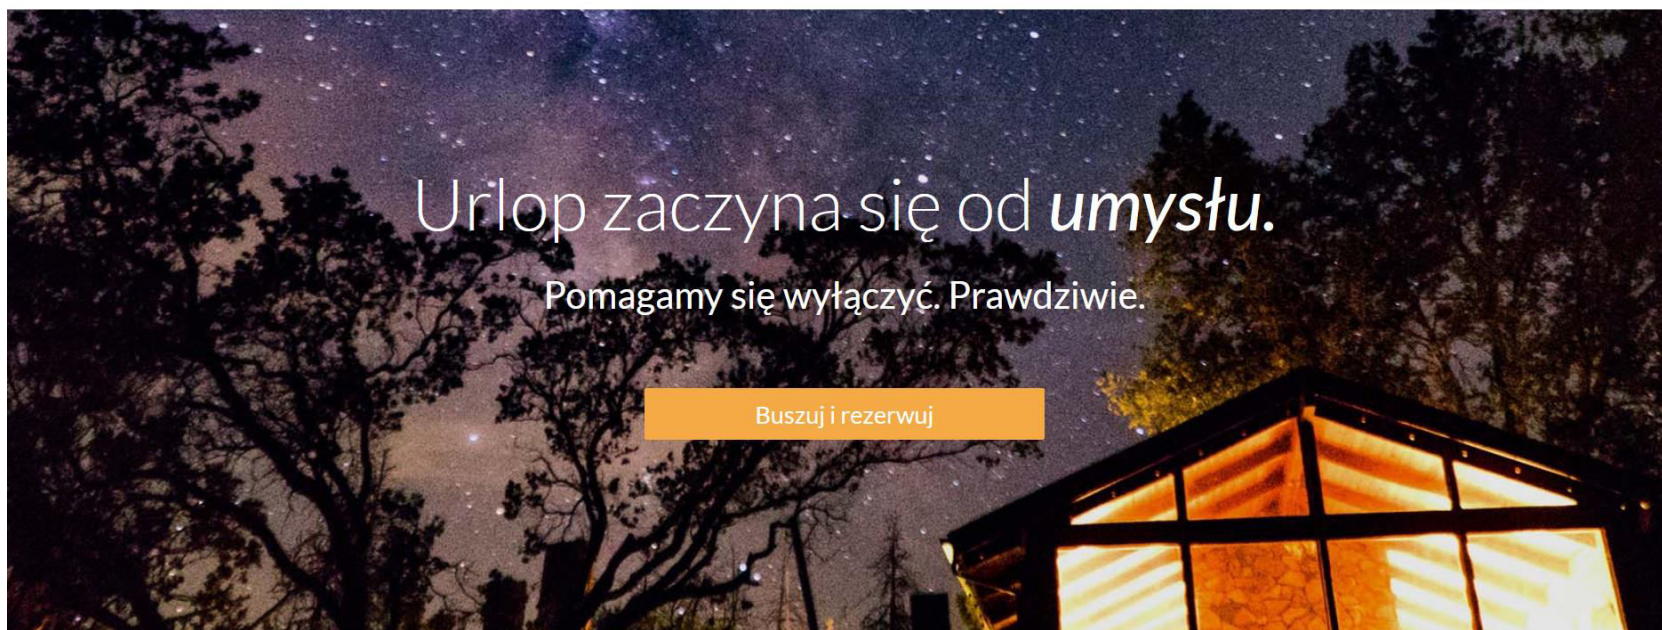 Urlop zaczyna się od umysłu.
Pomagamy się wyłączyć. Prawdziwie.
Buszuj i rezerwuj